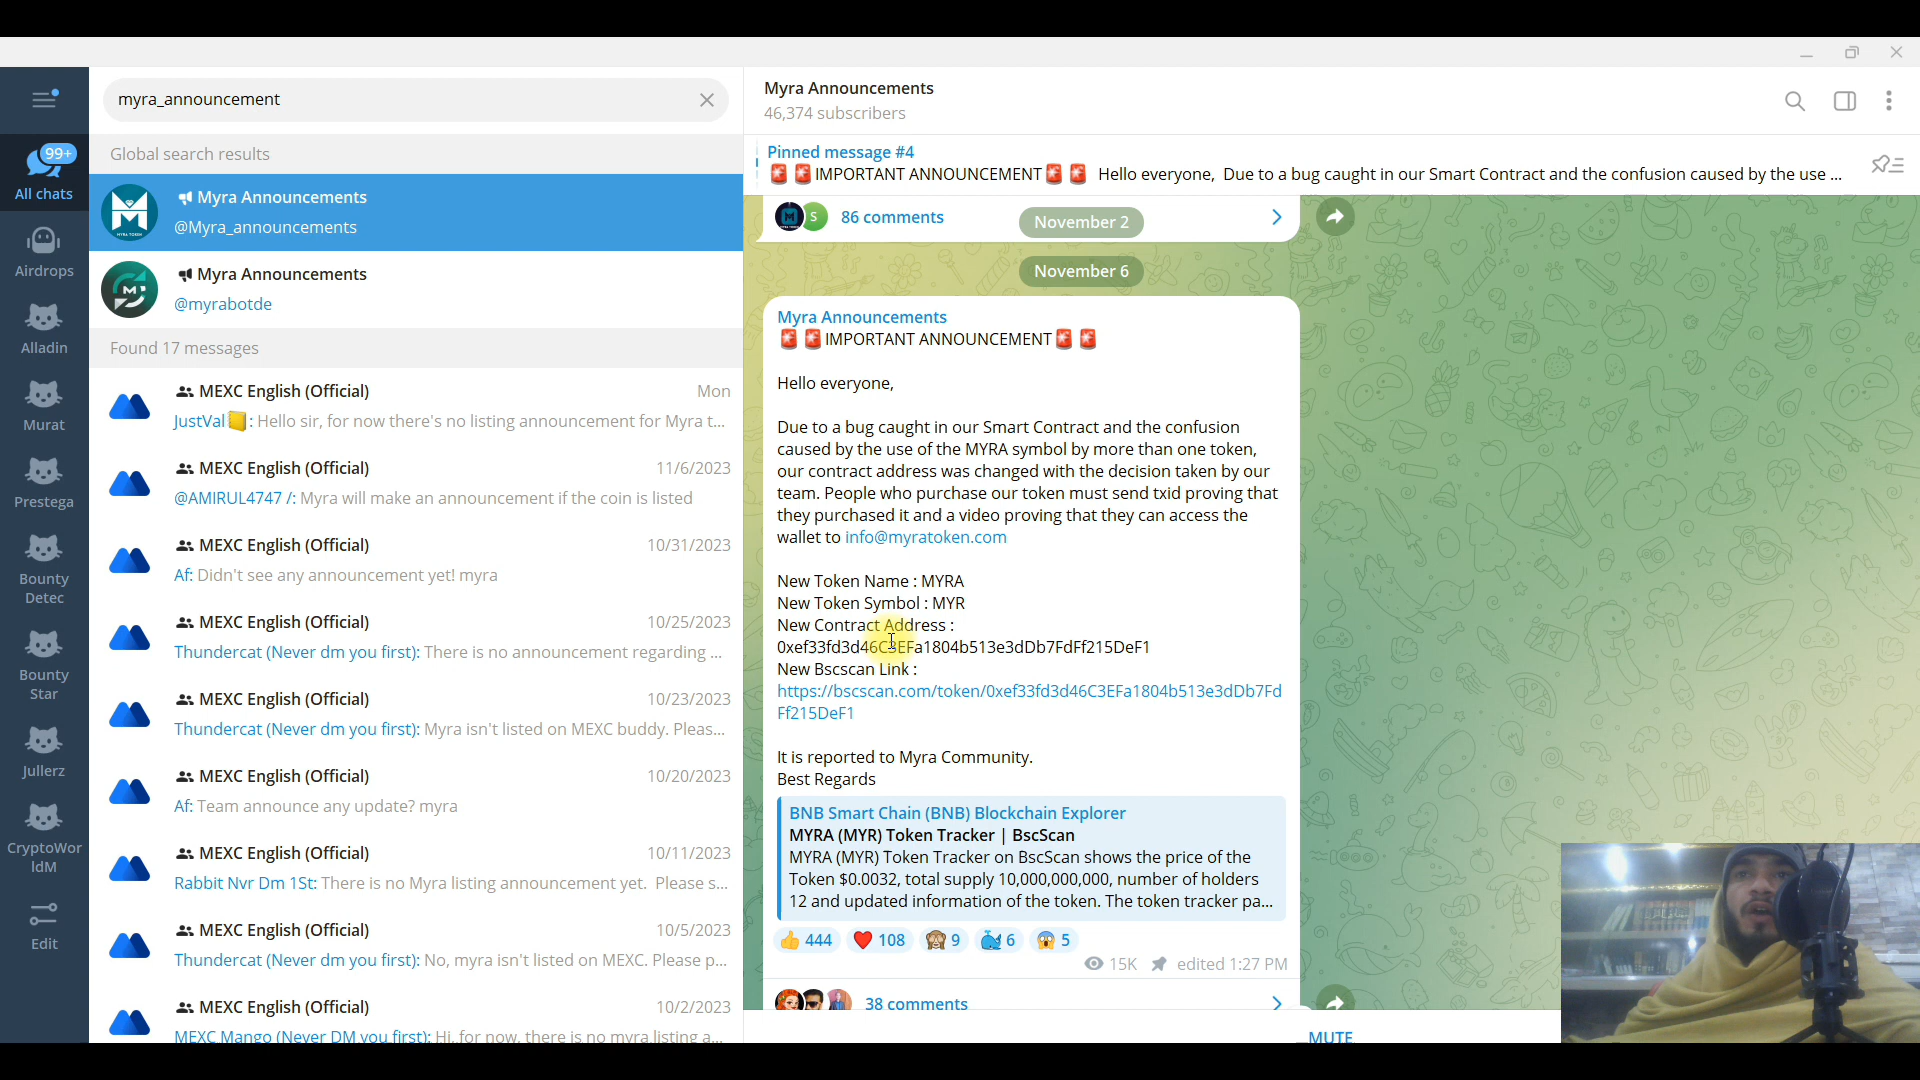 myra_announcement
Global search results
Myra Announcements
@Myra_announcements
Myra Announcements
@myrabotde
Found 17 messages
MEXC English (Official) Mon
JustVal : Hello sir, for now there's no listing announcement for Myra t...
MEXC English (Official) 11/6/2023
@AMIRUL4747 /: Myra will make an announcement if the coin is listed
MEXC English (Official) 10/31/2023
Af: Didn't see any announcement yet! myra
MEXC English (Official) 10/25/2023
Thundercat (Never dm you first): There is no announcement regarding ...
MEXC English (Official) 10/23/2023
Thundercat (Never dm you first): Myra isn't listed on MEXC buddy. Pleas...
MEXC English (Official) 10/20/2023
Af: Team announce any update? myra
MEXC English (Official) 10/11/2023
Rabbit Nvr Dm 1St: There is no Myra listing announcement yet. Please s...
MEXC English (Official) 10/5/2023
Thundercat (Never dm you first): No, myra isn't listed on MEXC. Please p...
MEXC English (Official) 10/2/2023
MEXC Mango (Never DM you first): Hi, for now, there is no myra listing a...
99+
All chats
Airdrops
Alladin
Murat
Prestega
Bounty
Detec
Bounty
Star
Jullerz
CryptoWor
ldM
Edit
Myra Announcements
46,374 subscribers
Pinned message #4
🚨 🚨IMPORTANT ANNOUNCEMENT🚨 🚨 Hello everyone, Due to a bug caught in our Smart Contract and the confusion caused by the use ...
S 86 comments
November 2
November 6
Myra Announcements
🚨 🚨IMPORTANT ANNOUNCEMENT🚨 🚨
Hello everyone,
Due to a bug caught in our Smart Contract and the confusion
caused by the use of the MYRA symbol by more than one token,
our contract address was changed with the decision taken by our
team. People who purchase our token must send txid proving that
they purchased it and a video proving that they can access the
wallet to info@myratoken.com
New Token Name : MYRA
New Token Symbol : MYR
New Contract Address :
0xef33fd3d46C3EFa1804b513e3dDb7FdFf215DeF1
New Bscscan Link :
https://bscscan.com/token/0xef33fd3d46C3EFa1804b513e3dDb7Fd
Ff215DeF1
It is reported to Myra Community.
Best Regards
BNB Smart Chain (BNB) Blockchain Explorer
MYRA (MYR) Token Tracker | BscScan
MYRA (MYR) Token Tracker on BscScan shows the price of the
Token $0.0032, total supply 10,000,000,000, number of holders
12 and updated information of the token. The token tracker pa...
👍 444 ❤️ 108 🙈 9 🐳 6 😱 5
15K edited 1:27 PM
38 comments
MUTE